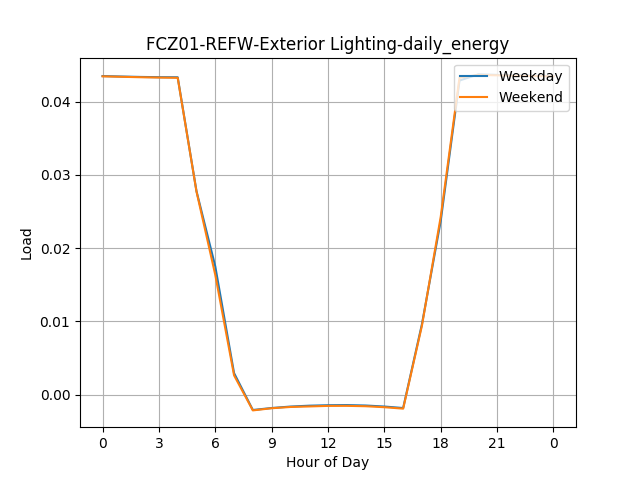 FCZ01-REFW-Exterior Lighting-daily_energy
Weekday
Weekend
0.04
0.03
0.02
0.01
0.00
Load
0 3 6 9 12 15 18 21 0
Hour of Day